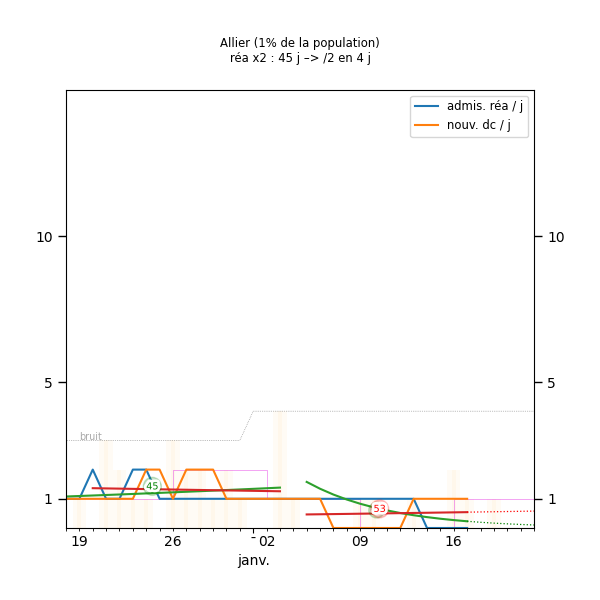 Allier (1% de la population)
réa x2 : 45 j –> /2 en 4 j
admis. réa / j
nouv. dc / j
10 10
5 5
bruit
45
53
1 1
19 26 - 02 09 16
janv.